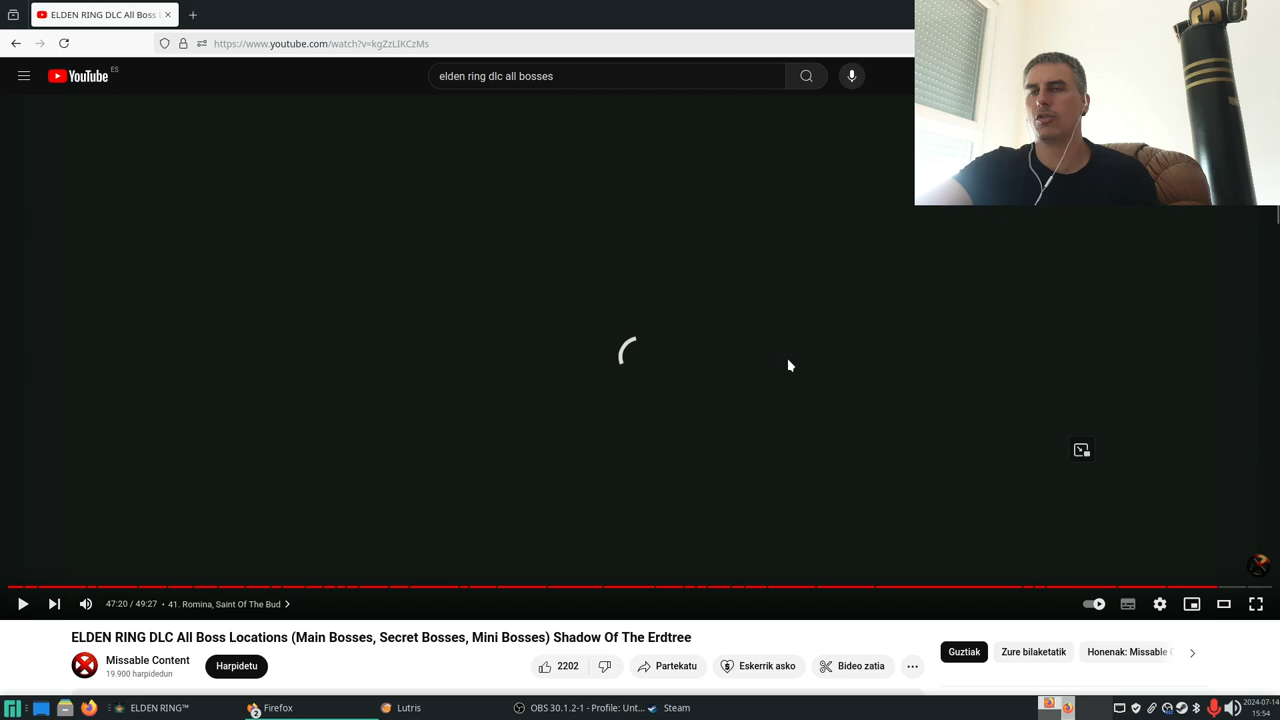 ELDEN RING DLC All Boss L
https://www.youtube.com/watch?v=kgZzLIKCzMs
YouTube ES
elden ring dlc all bosses
47:20 / 49:27 • 41. Romina, Saint Of The Bud
ELDEN RING DLC All Boss Locations (Main Bosses, Secret Bosses, Mini Bosses) Shadow Of The Erdtree
Missable Content
19.900 harpidedun
Harpidetu
2202
Partekatu
Eskerrik asko
Bideo zatia
Guztiak
Zure bilaketatik
Honenak: Missable C
ELDEN RING™
2
Firefox
Lutris
OBS 30.1.2-1 - Profile: Unt...
Steam
2024-07-14
15:54